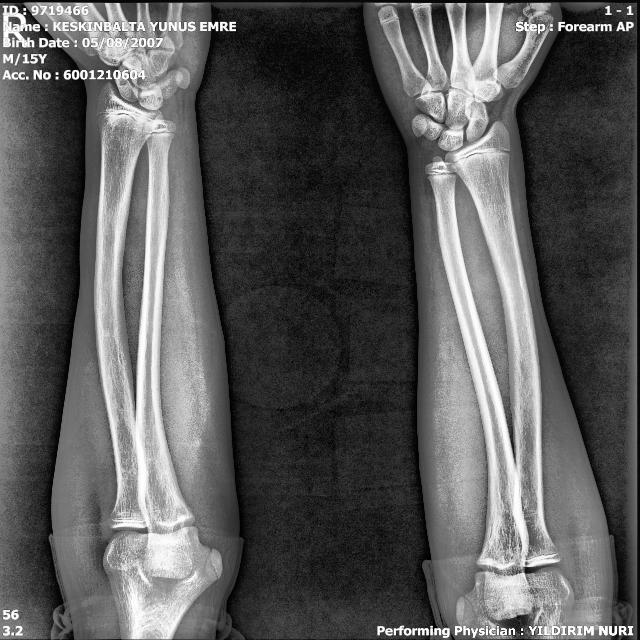 ID : 9719466
Name : KESKINBALTA YUNUS EMRE
Birth Date : 05/08/2007
M/15Y
Acc. No : 6001210604
R
1 - 1
Step : Forearm AP
56
3.2
Performing Physician : YILDIRIM NURI